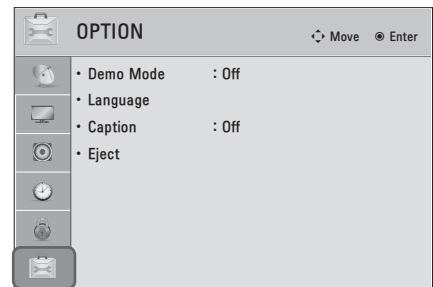 OPTION Move Enter
• Demo Mode : Off
• Language
• Caption : Off
• Eject